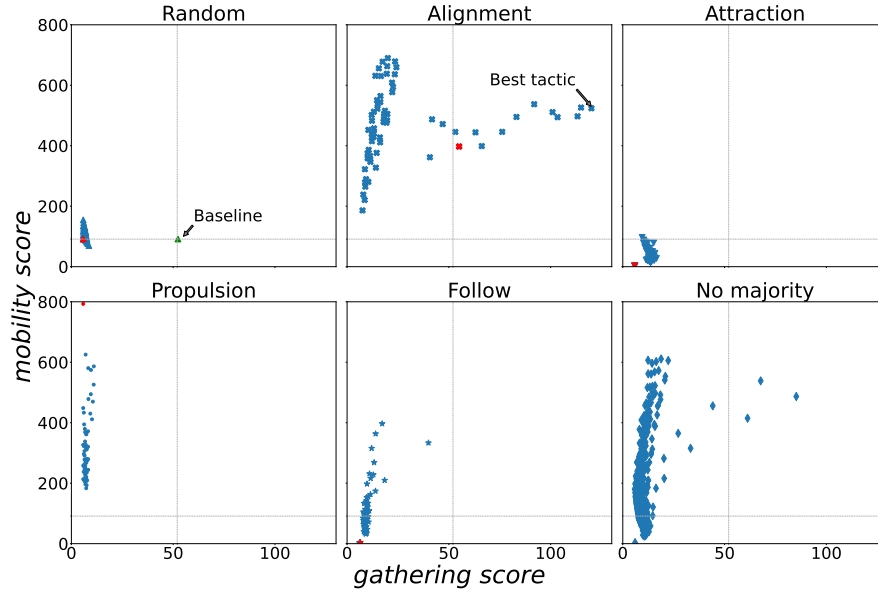 Random
Alignment
Attraction
800
600
400
200
0
Baseline
Best tactic
0
50
100
0
50
100
0
50
100
Propulsion
Follow
No majority
800
600
400
200
0
mobility score
gathering score